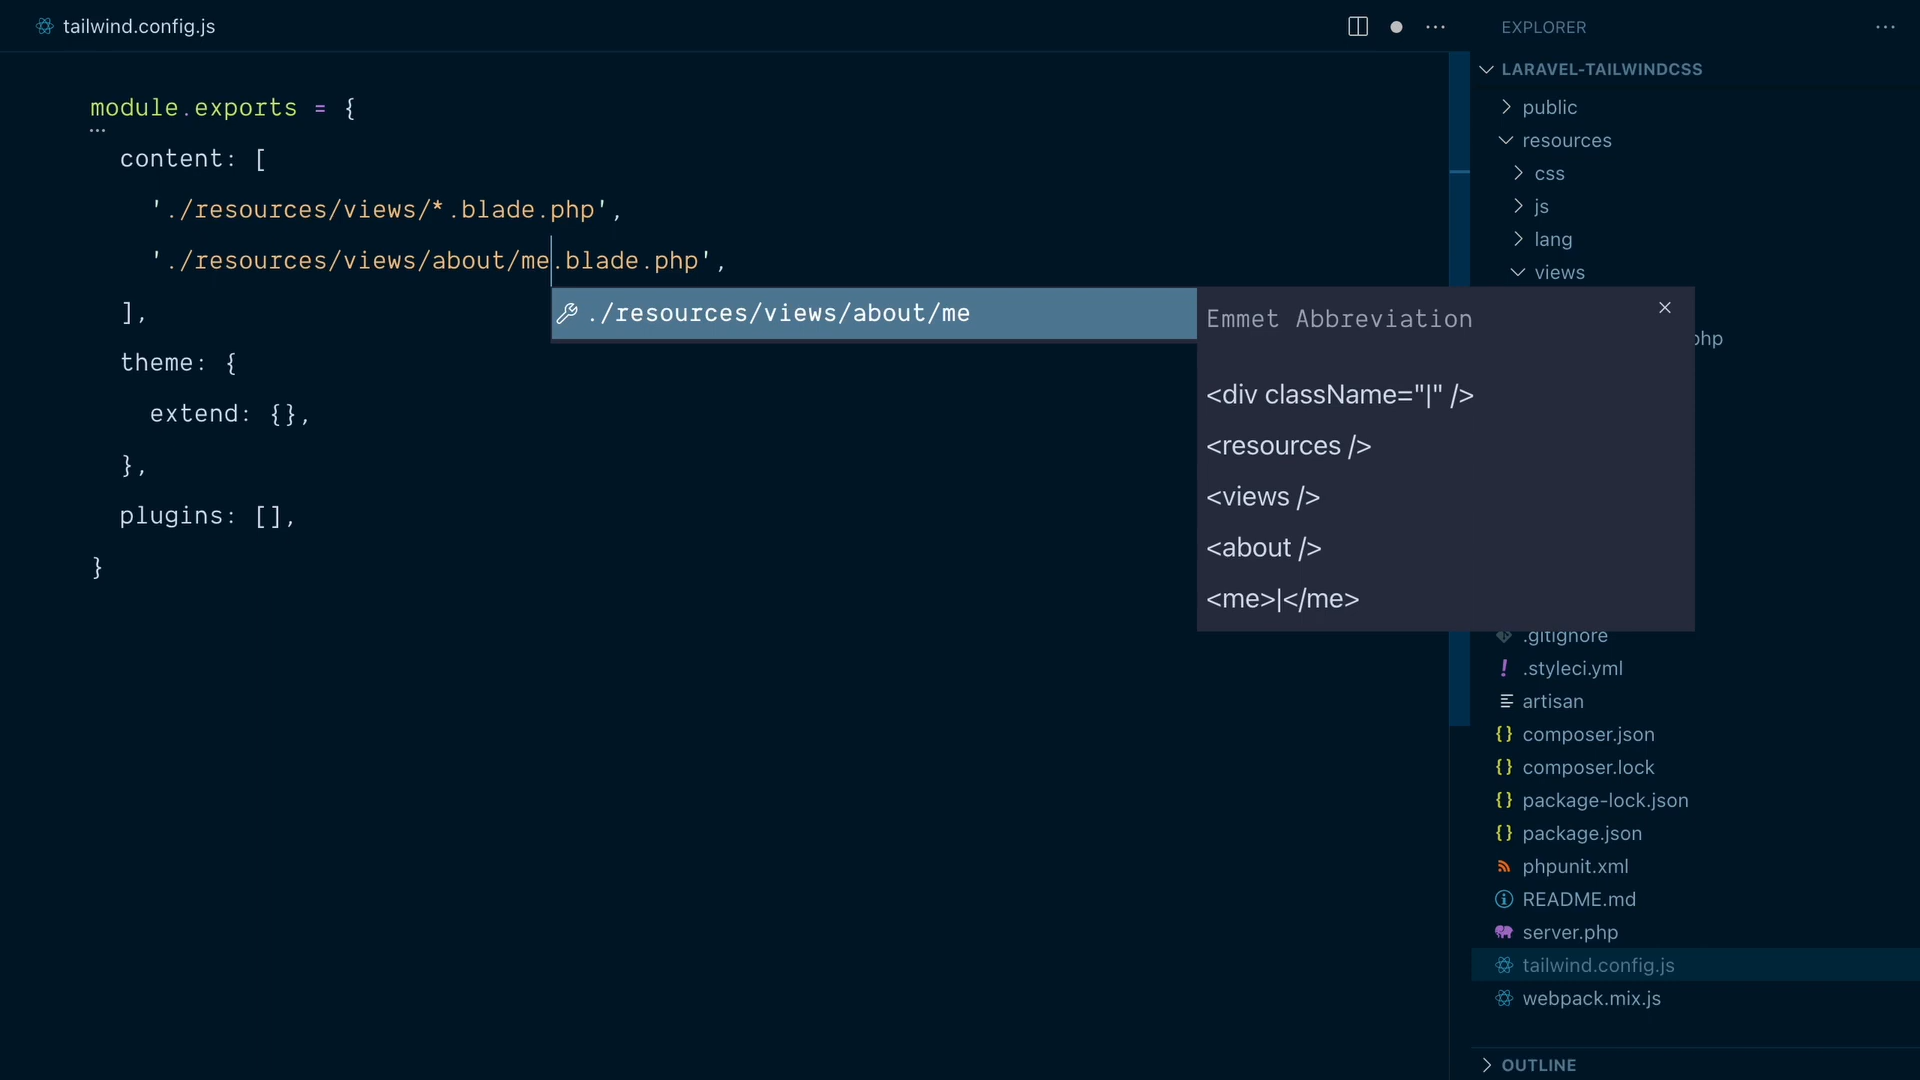 tailwind.config.js
module.exports = {
content: [
'./resources/views/*.blade.php',
'./resources/views/about/me.blade.php',
],
theme: {
extend: {},
},
plugins: [],
}
./resources/views/about/me
Emmet Abbreviation
<div className="|" />
<resources />
<views />
<about />
<me>|</me>
EXPLORER
LARAVEL-TAILWINDCSS
public
resources
css
js
lang
views
php
.gitignore
.styleci.yml
artisan
composer.json
composer.lock
package-lock.json
package.json
phpunit.xml
README.md
server.php
tailwind.config.js
webpack.mix.js
OUTLINE